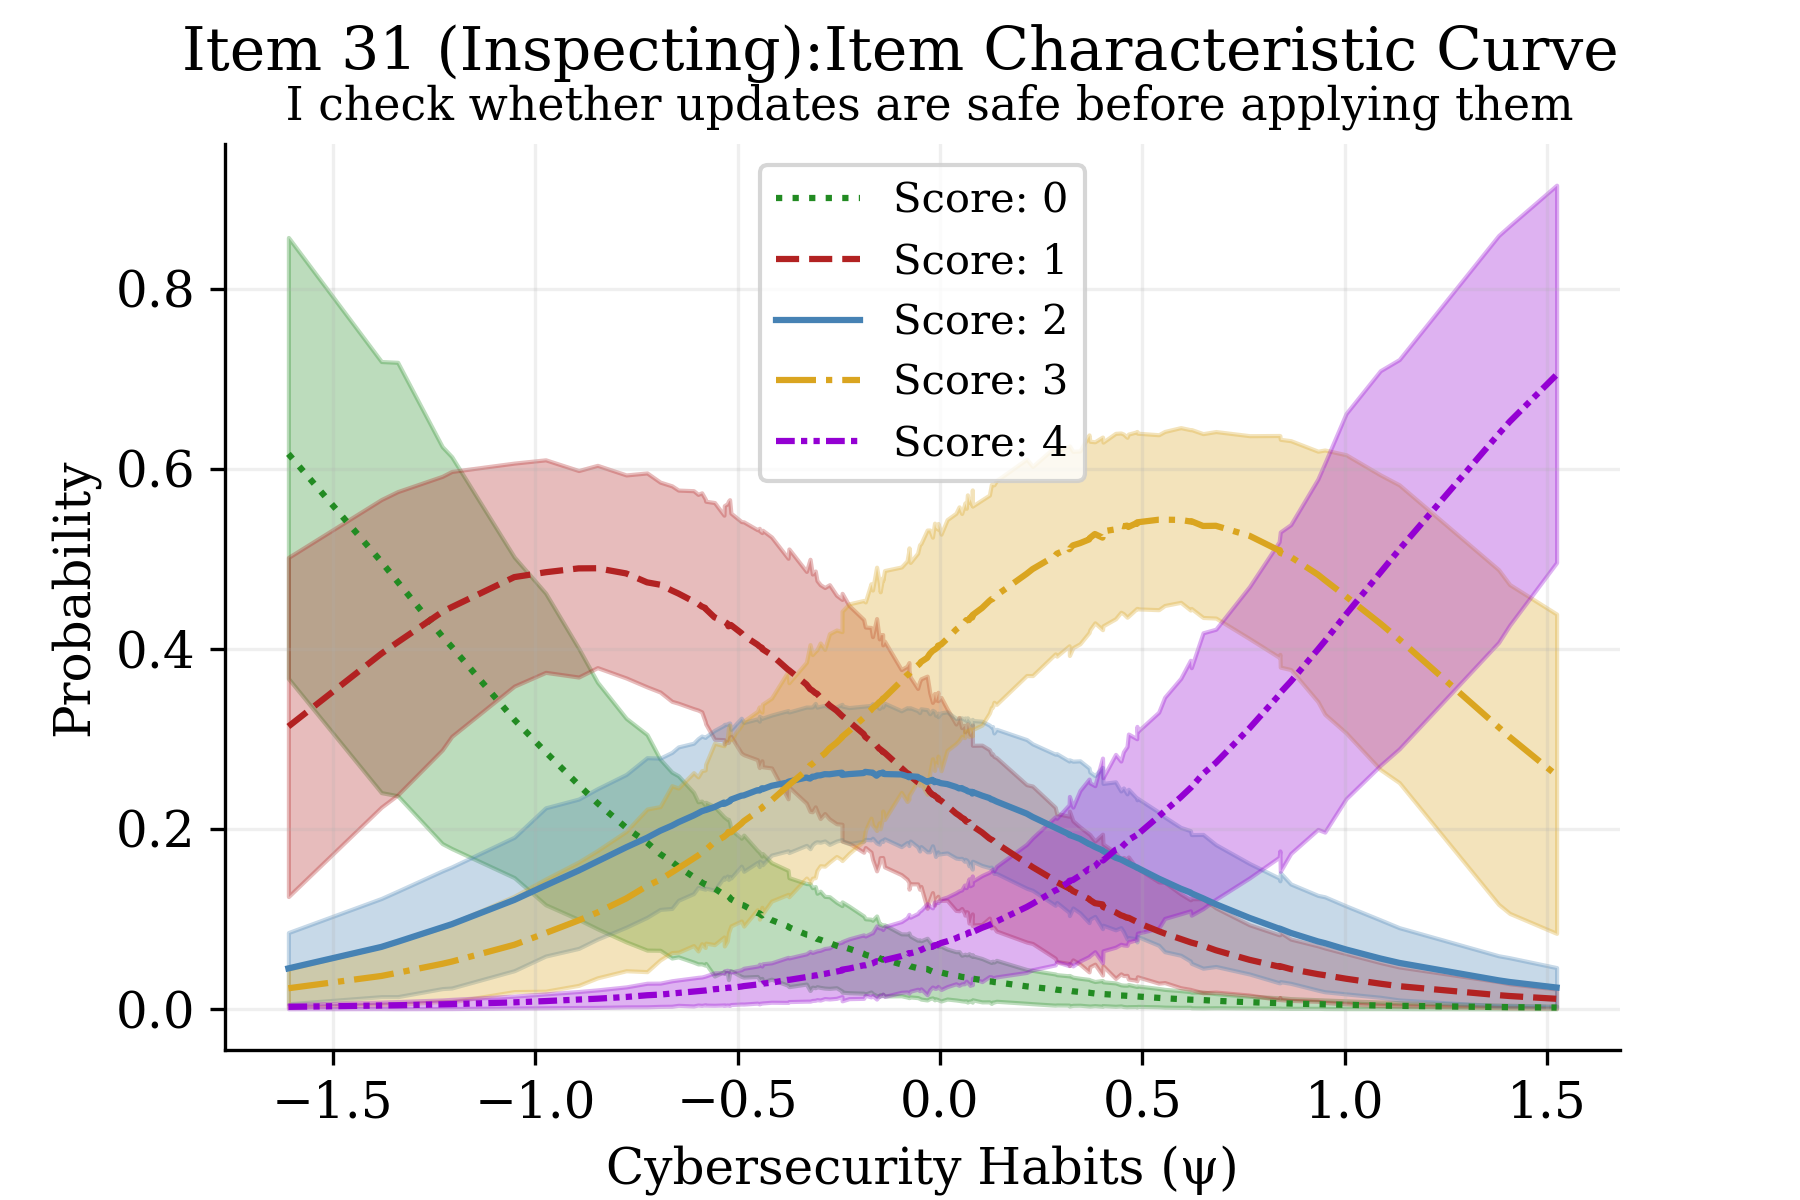 Item 31 (Inspecting):Item Characteristic Curve
I check whether updates are safe before applying them
Score: 0
Score: 1
Score: 2
Score: 3
Score: 4
Probability
0.8
0.6
0.4
0.2
0.0
−1.5 −1.0 −0.5 0.0 0.5 1.0 1.5
Cybersecurity Habits (ψ)